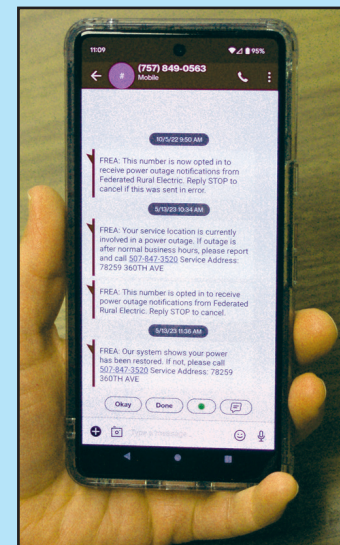 11:09
95%
#
(757) 849-0563
Mobile
10/5/22 9:50 AM
FREA: This number is now opted in to
receive power outage notifications from
Federated Rural Electric. Reply STOP to
cancel if this was sent in error.
5/13/23 10:34 AM
FREA: Your service location is currently
involved in a power outage. If outage is
after normal business hours, please report
and call 507-847-3520 Service Address:
78259 360TH AVE
FREA: This number is opted in to receive
power outage notifications from Federated
Rural Electric. Reply STOP to cancel.
5/13/23 11:36 AM
FREA: Our system shows your power
has been restored. If not, please call
507-847-3520 Service Address: 78259
360TH AVE
Okay
Done
Type a message...